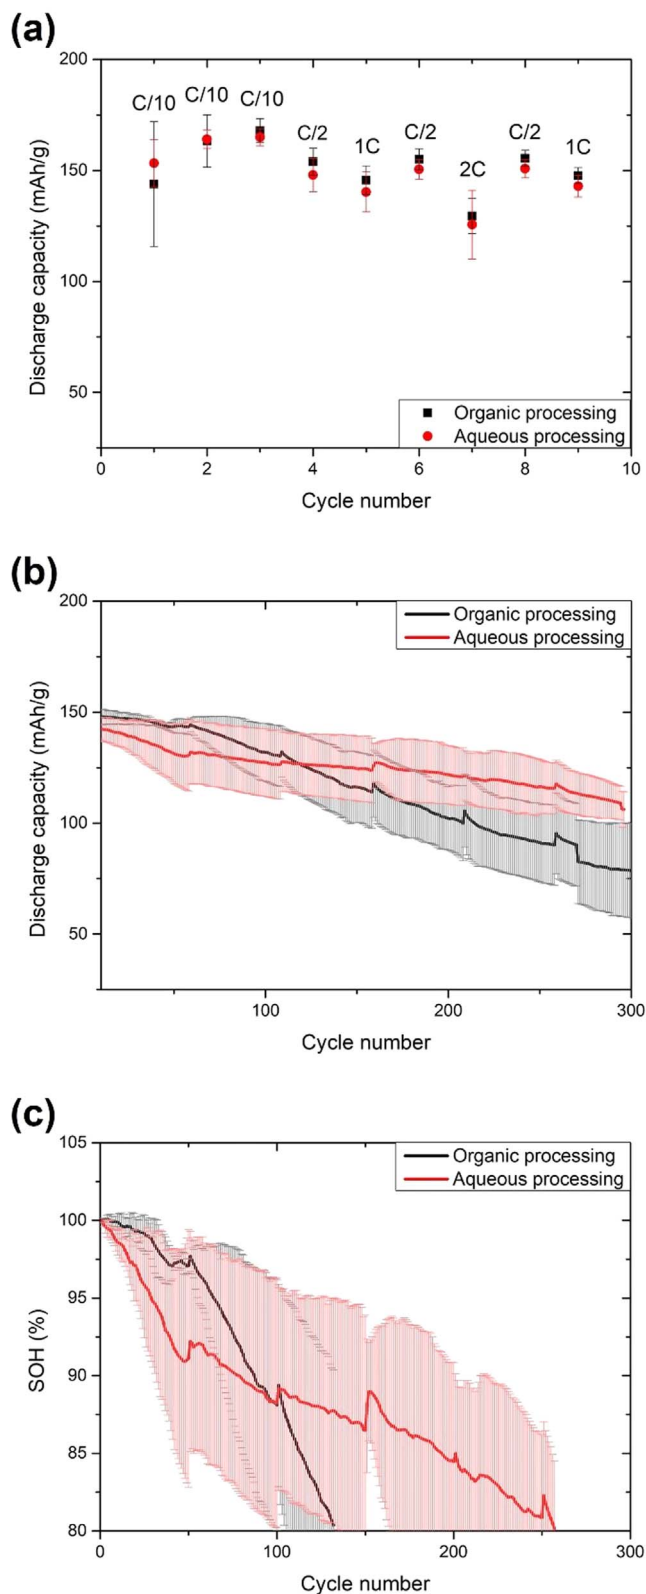 (a)
200
150
100
50
Discharge capacity (mAh/g)
C/10
C/10
C/10
C/2
1C
C/2
2C
C/2
1C
Organic processing
Aqueous processing
0 2 4 6 8 10
Cycle number
(b)
200
150
100
50
Discharge capacity (mAh/g)
Organic processing
Aqueous processing
100 200 300
Cycle number
(c)
105
100
95
90
85
80
SOH (%)
Organic processing
Aqueous processing
0 100 200 300
Cycle number